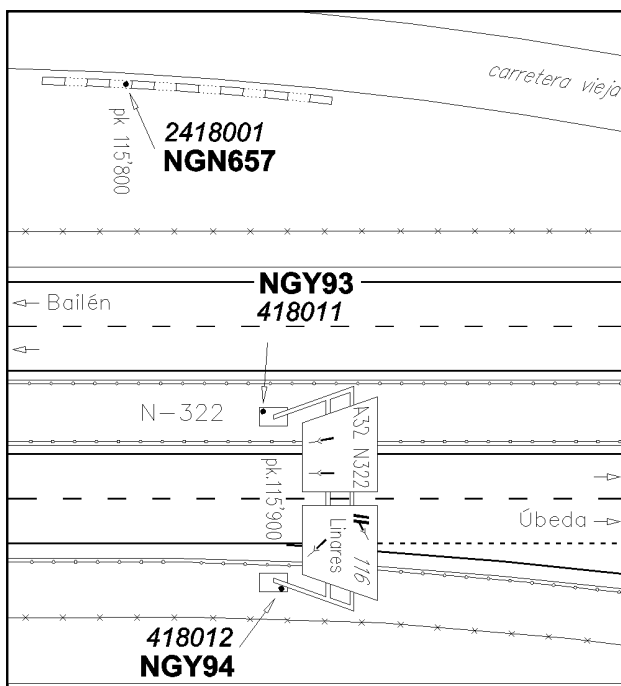 carretera vieja
2418001
NGN657
pk 115'800
NGY93
418011
Bailén
N-322
A32 N322
pk.115'900
Úbeda
Linares
116
418012
NGY94